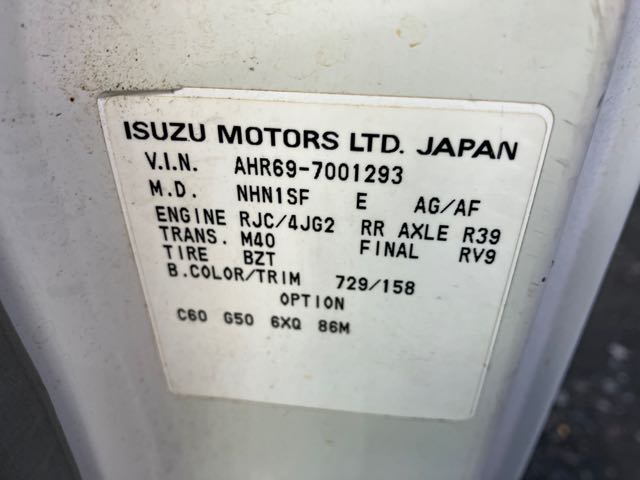 ISUZU MOTORS LTD. JAPAN
V.I.N. AHR69-7001293
M.D. NHN1SF E AG/AF
ENGINE RJC/4JG2 RR AXLE R39
TRANS. M40 FINAL RV9
TIRE BZT
B.COLOR/TRIM 729/158
OPTION
C60 G50 6XQ 86M